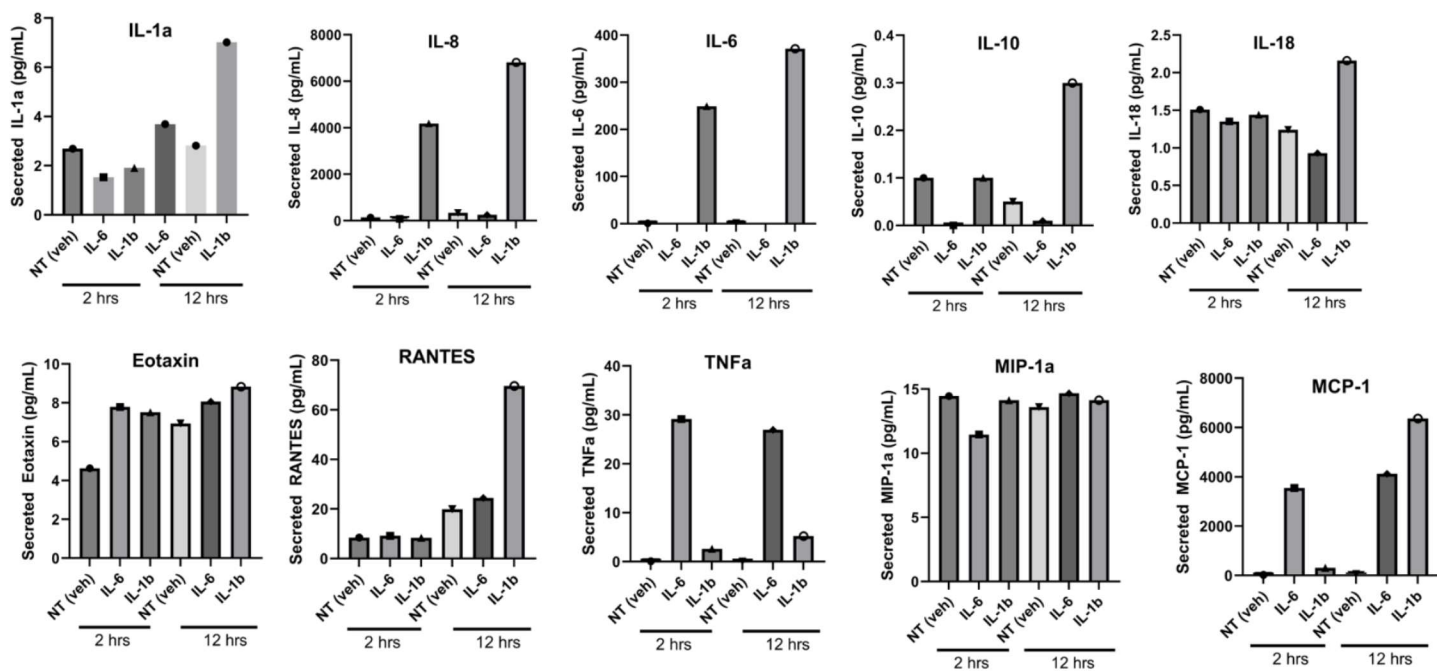 IL-1a
Secreted IL-1a (pg/mL)
8
6
4
2
0
NT (veh)
IL-6
IL-1b
IL-6
NT (veh)
IL-1b
2 hrs
12 hrs
IL-8
Secreted IL-8 (pg/mL)
8000
6000
4000
2000
0
NT (veh)
IL-6
IL-1b
NT (veh)
IL-6
IL-1b
2 hrs
12 hrs
IL-6
Secreted IL-6 (pg/mL)
400
300
200
100
0
NT (veh)
IL-6
IL-1b
NT (veh)
IL-6
IL-1b
2 hrs
12 hrs
IL-10
Secreted IL-10 (pg/mL)
0.4
0.3
0.2
0.1
0.0
NT (veh)
IL-6
IL-1b
NT (veh)
IL-6
IL-1b
2 hrs
12 hrs
IL-18
Secreted IL-18 (pg/mL)
2.5
2.0
1.5
1.0
0.5
0.0
NT (veh)
IL-6
IL-1b
NT (veh)
IL-6
IL-1b
2 hrs
12 hrs
Eotaxin
Secreted Eotaxin (pg/mL)
10
8
6
4
2
0
NT (veh)
IL-6
IL-1b
NT (veh)
IL-6
IL-1b
2 hrs
12 hrs
RANTES
Secreted RANTES (pg/mL)
80
60
40
20
0
NT (veh)
IL-6
IL-1b
NT (veh)
IL-6
IL-1b
2 hrs
12 hrs
TNFa
Secreted TNFa (pg/mL)
40
30
20
10
0
NT (veh)
IL-6
IL-1b
NT (veh)
IL-6
IL-1b
2 hrs
12 hrs
MIP-1a
Secreted MIP-1a (pg/mL)
15
10
5
0
NT (veh)
IL-6
IL-1b
NT (veh)
IL-6
IL-1b
2 hrs
12 hrs
MCP-1
Secreted MCP-1 (pg/mL)
8000
6000
4000
2000
0
NT (veh)
IL-6
IL-1b
NT (veh)
IL-6
IL-1b
2 hrs
12 hrs